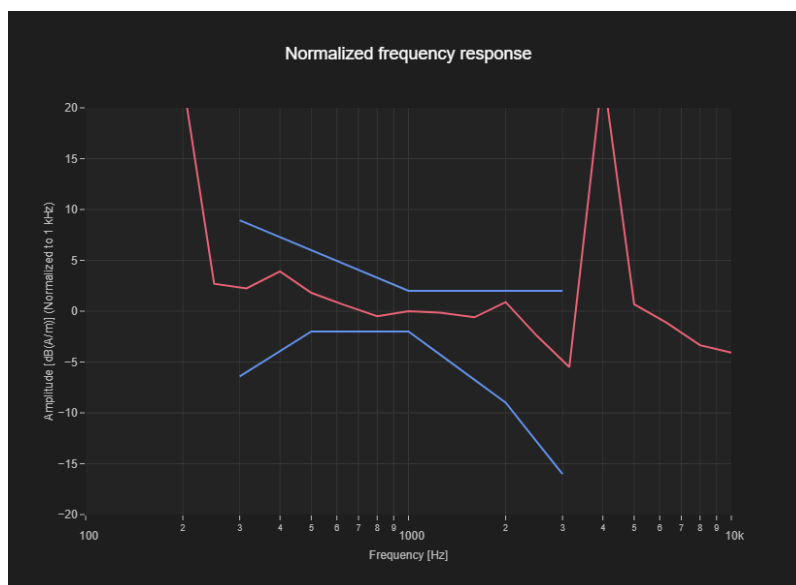 Normalized frequency response
Amplitude [dB(A/m)] (Normalized to 1 kHz)
20
15
10
5
0
−5
−10
−15
−20
100 2 3 4 5 6 7 8 9 1000 2 3 4 5 6 7 8 9 10k
Frequency [Hz]